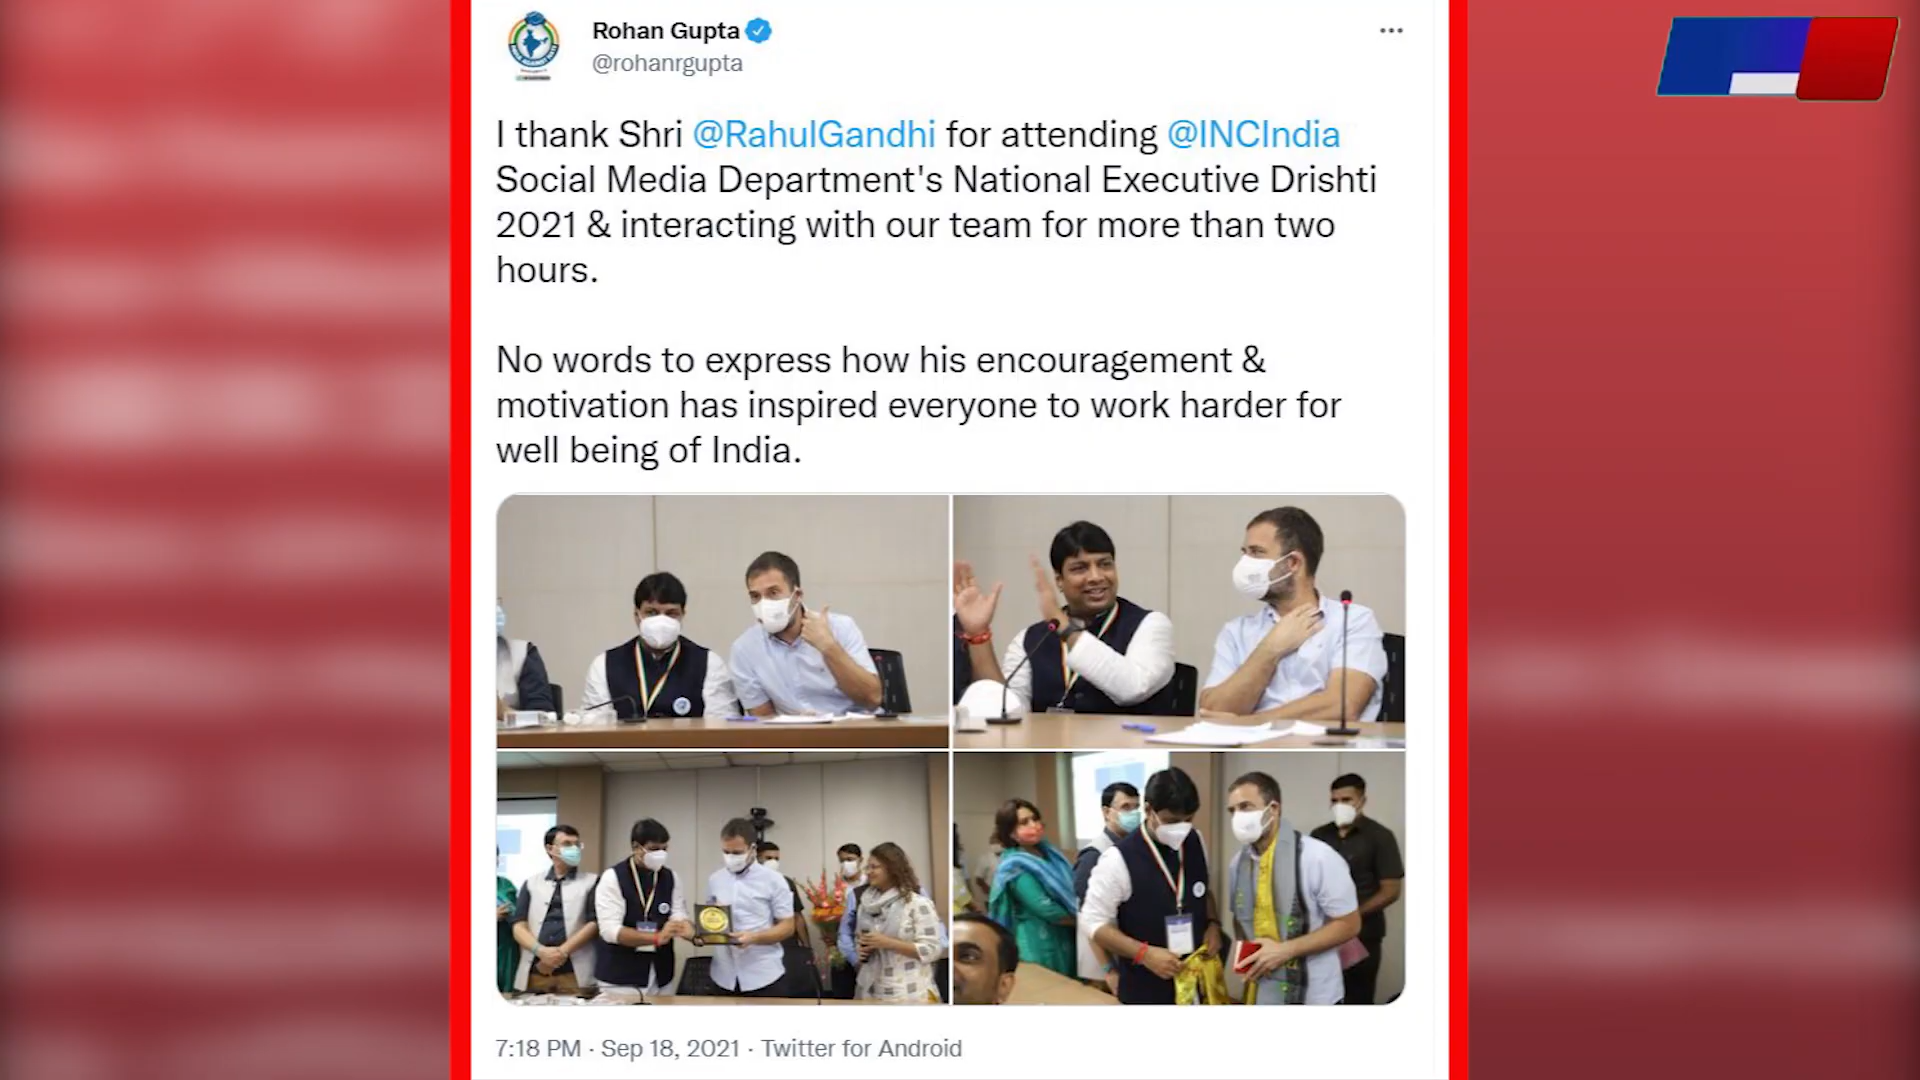 Rohan Gupta
@rohanrgupta
I thank Shri @RahulGandhi for attending @INCIndia
Social Media Department's National Executive Drishti
2021 & interacting with our team for more than two
hours.
No words to express how his encouragement &
motivation has inspired everyone to work harder for
well being of India.
7:18 PM · Sep 18, 2021 · Twitter for Android